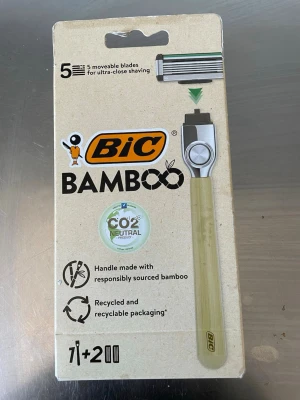 5 5 moveable blades
for ultra-close shaving
BiC®
BAMBOO
CO2
NEUTRAL
Handle made with
responsibly sourced bamboo
Recycled and
recyclable packaging*
1+2
BiC